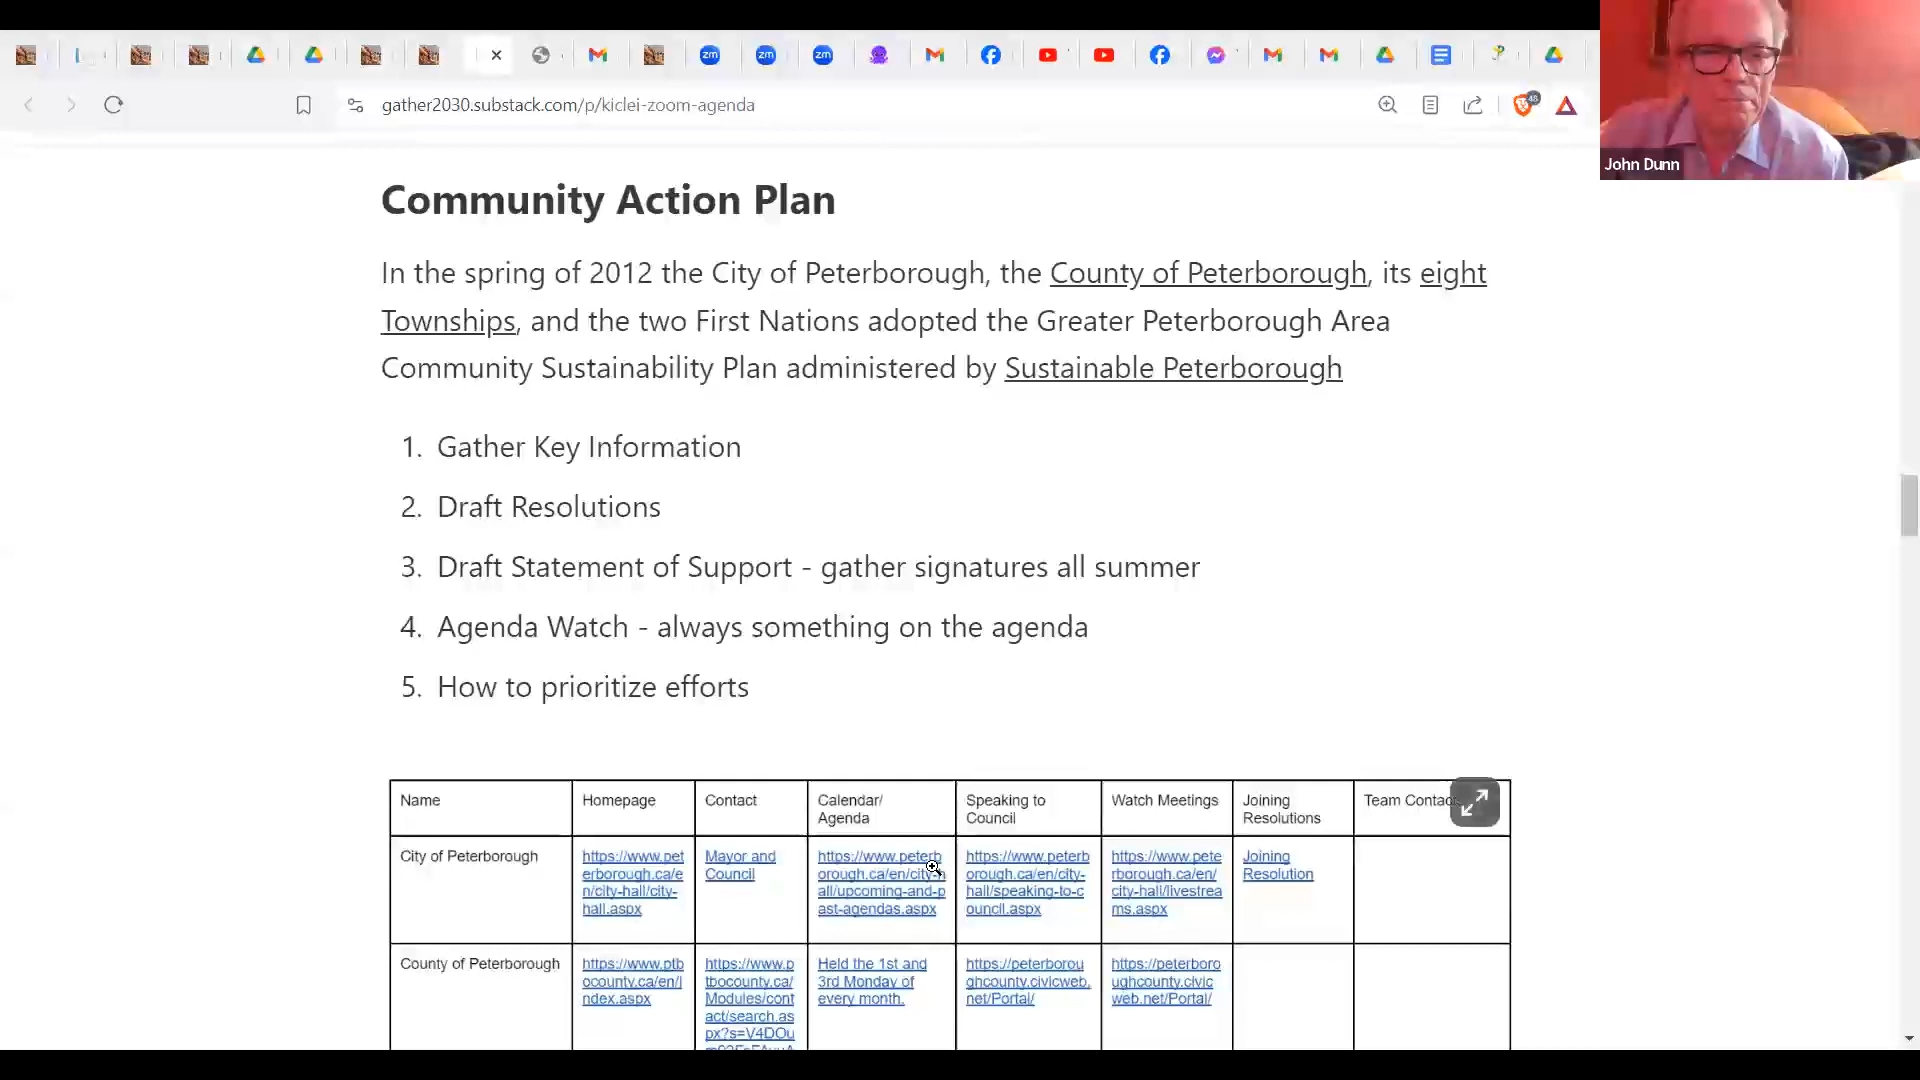 gather2030.substack.com/p/kiclei-zoom-agenda
48
John Dunn
Community Action Plan
In the spring of 2012 the City of Peterborough, the County of Peterborough, its eight
Townships, and the two First Nations adopted the Greater Peterborough Area
Community Sustainability Plan administered by Sustainable Peterborough
1. Gather Key Information
2. Draft Resolutions
3. Draft Statement of Support - gather signatures all summer
4. Agenda Watch - always something on the agenda
5. How to prioritize efforts
Name
Homepage
Contact
Calendar/
Agenda
Speaking to
Council
Watch Meetings
Joining
Resolutions
Team
City of Peterborough
https://www.pet
erborough.ca/e
n/city-hall/city-
hall.aspx
Mayor and
Council
https://www.peterb
orough.ca/en/city-h
all/upcoming-and-p
ast-agendas.aspx
https://www.peterb
orough.ca/en/city-
hall/speaking-to-c
ouncil.aspx
https://www.pete
rborough.ca/en/
city-hall/livestrea
ms.aspx
Joining
Resolution
County of Peterborough
https://www.ptb
ocounty.ca/en/i
ndex.aspx
https://www.p
tbocounty.ca/
Modules/cont
act/search.as
px?s=V4DOu
Held the 1st and
3rd Monday of
every month.
https://peterborou
ghcounty.civicweb.
net/Portal/
https://peterboro
ughcounty.civic
web.net/Portal/